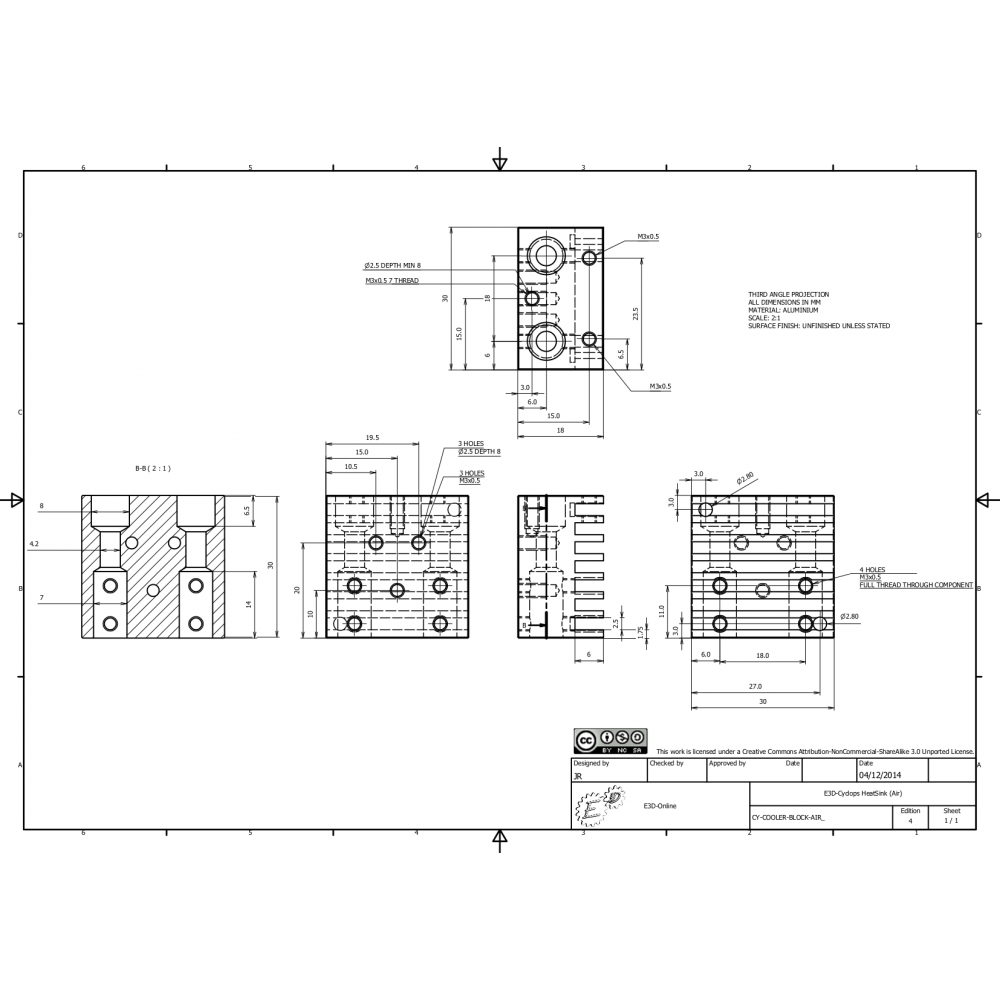 6 5 4 3 2 1
D D
M3x0.5
Ø2.5 DEPTH MIN 8
M3x0.5 7 THREAD
30
18
15.0
6
23.5
6.5
M3x0.5
3.0
6.0
15.0
18
THIRD ANGLE PROJECTION
ALL DIMENSIONS IN MM
MATERIAL: ALUMINIUM
SCALE: 2:1
SURFACE FINISH: UNFINISHED UNLESS STATED
C C
B-B ( 2 : 1 )
8
4.2
7
6.5
14
30
19.5
15.0
10.5
3 HOLES
Ø2.5 DEPTH 8
3 HOLES
M3x0.5
20
10
B
B
2.5
1.75
6
3.0
3.0
Ø2.80
4 HOLES
M3x0.5
FULL THREAD THROUGH COMPONENT
Ø2.80
11.0
3.0
6.0
18.0
27.0
30
B B
A A
cc
BY NC SA
This work is licensed under a Creative Commons Attribution-NonCommercial-ShareAlike 3.0 Unported License.
Designed by Checked by Approved by Date Date
JR 04/12/2014
E3D
E3D-Online
E3D-Cyclops HeatSink (Air)
CY-COOLER-BLOCK-AIR_
Edition Sheet
4 1 / 1
6 5 4 3 2 1